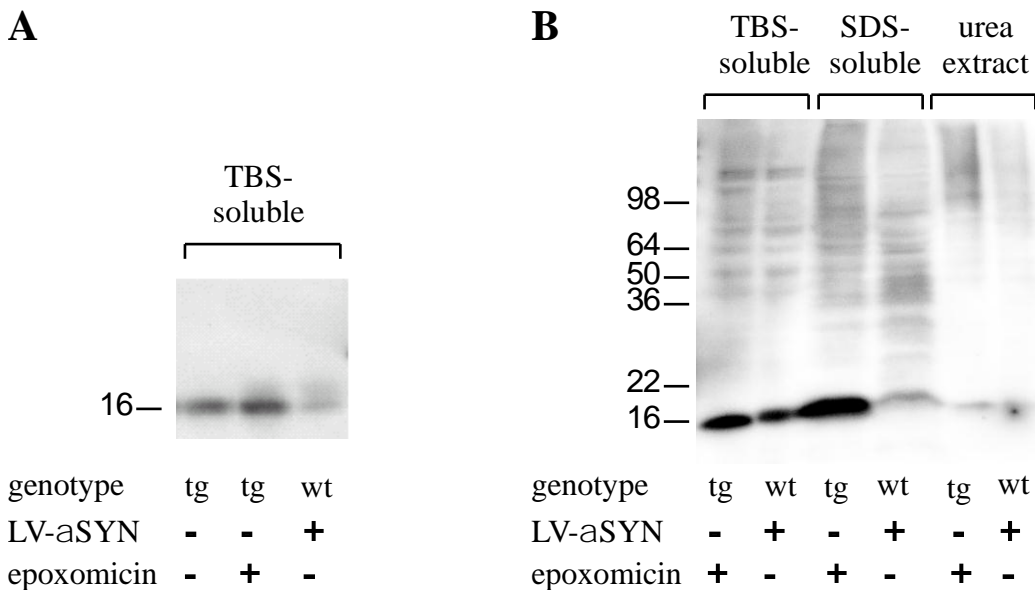 A
TBS-
soluble
16
genotype tg tg wt
LV-aSYN - - +
epoxomicin - + -
B
TBS- SDS- urea
soluble soluble extract
98
64
50
36
22
16
genotype tg wt tg wt tg wt
LV-aSYN - + - + - +
epoxomicin + - + - + -